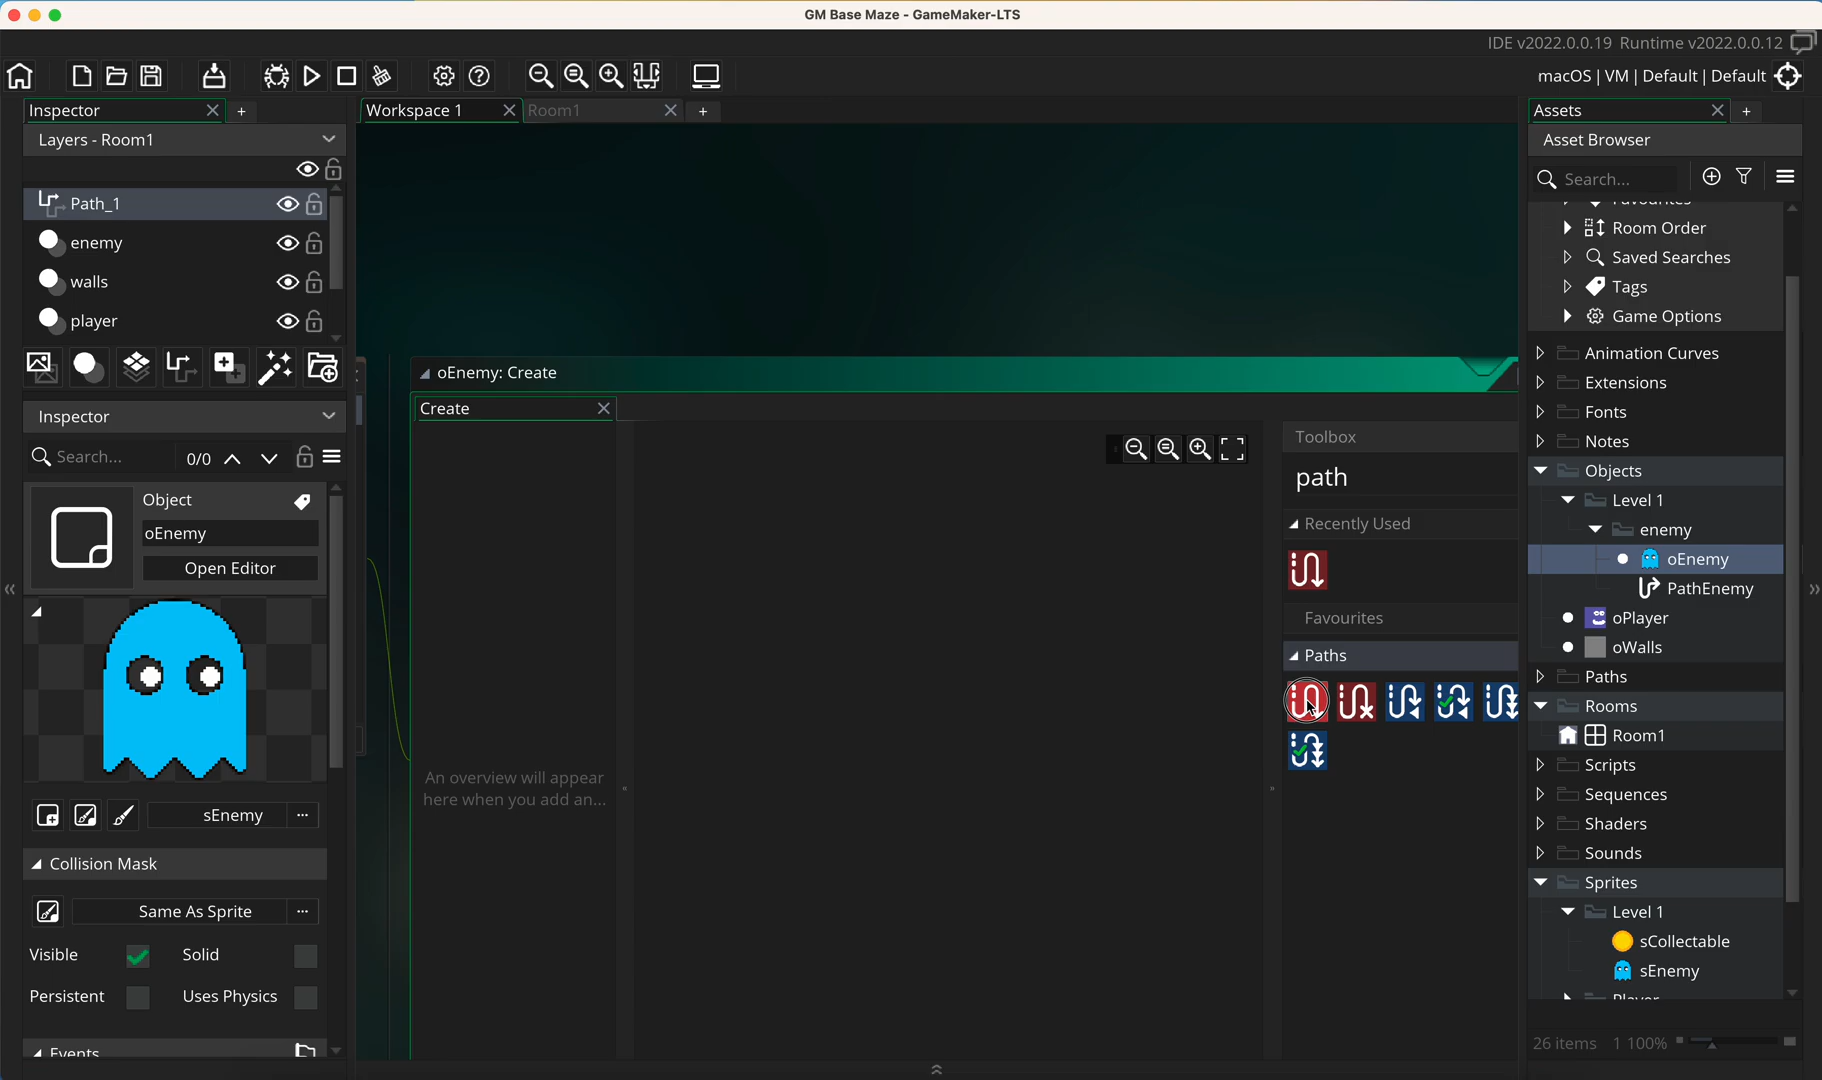 GM Base Maze - GameMaker-LTS
IDE v2022.0.0.19 Runtime v2022.0.0.12
macOS | VM | Default | Default
Inspector
+
Workspace 1
Room1
+
Assets
+
Layers - Room1
Asset Browser
Search...
Path_1
enemy
walls
player
Favourites
Room Order
Saved Searches
Tags
Game Options
Animation Curves
Extensions
Fonts
Notes
Objects
Level 1
enemy
oEnemy
PathEnemy
oPlayer
oWalls
Paths
Rooms
Room1
Scripts
Sequences
Shaders
Sounds
Sprites
Level 1
sCollectable
sEnemy
Player
26 items 1 100%
Inspector
Search...
0/0
Object
oEnemy
Open Editor
sEnemy
...
Collision Mask
Same As Sprite
...
Visible
Solid
Persistent
Uses Physics
Events
oEnemy: Create
Create
An overview will appear
here when you add an...
Toolbox
path
Recently Used
Favourites
Paths